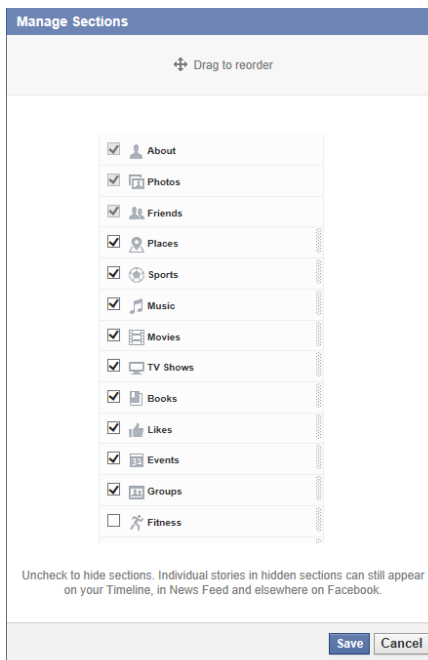 Manage Sections
Drag to reorder
About
Photos
Friends
Places
Sports
Music
Movies
TV Shows
Books
Likes
31 Events
Groups
Fitness
Uncheck to hide sections. Individual stories in hidden sections can still appear
on your Timeline, in News Feed and elsewhere on Facebook.
Save Cancel